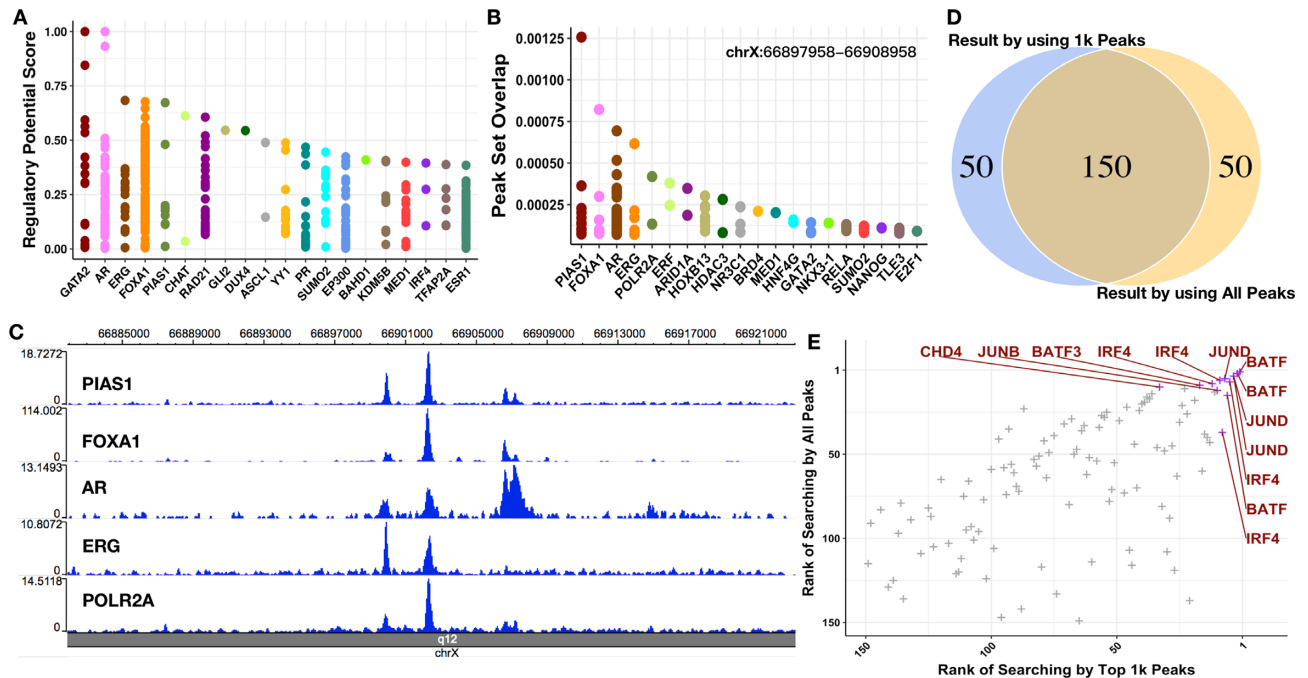 A
Regulatory Potential Score
1.00
0.75
0.50
0.25
0.00
GATA2
AR
ERG
FOXA1
PIAS1
CHAT
RAD21
GLI2
DUX4
ASCL1
YY1
PR
SUMO2
EP300
BAHD1
KDM5B
MED1
IRF4
TFAP2A
ESR1
B
Peak Set Overlap
chrX:66897958−66908958
0.00125
0.00100
0.00075
0.00050
0.00025
PIAS1
FOXA1
AR
ERG
POLR2A
ERF
ARID1A
HOXB13
HDAC3
NR3C1
BRD4
MED1
HNF4G
GATA2
NKX3-1
RELA
SUMO2
NANOG
TLE3
E2F1
D
Result by using 1k Peaks
50
150
50
Result by using All Peaks
C
66885000 66889000 66893000 66897000 66901000 66905000 66909000 66913000 66917000 66921000
18.7272
PIAS1
0
114.002
FOXA1
0
13.1493
AR
0
10.8072
ERG
0
14.5118
POLR2A
0
q12
chrX
E
Rank of Searching by All Peaks
1
50
100
150
CHD4 JUNB BATF3 IRF4 IRF4 JUND
BATF
BATF
JUND
JUND
IRF4
BATF
IRF4
150
100
50
1
Rank of Searching by Top 1k Peaks